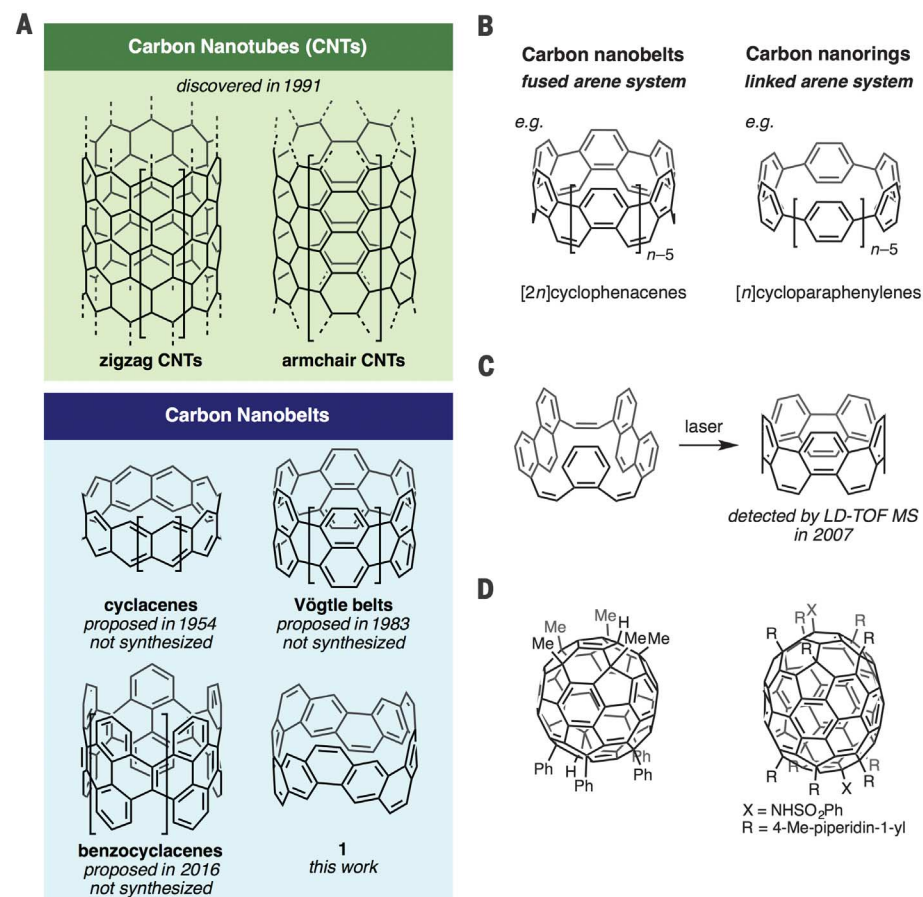 A
Carbon Nanotubes (CNTs)
discovered in 1991
zigzag CNTs
armchair CNTs
Carbon Nanobelts
cyclacenes
proposed in 1954
not synthesized
Vögtle belts
proposed in 1983
not synthesized
benzocyclacenes
proposed in 2016
not synthesized
1
this work
B
Carbon nanobelts
fused arene system
e.g.
n–5
[2n]cyclophenacenes
Carbon nanorings
linked arene system
e.g.
n–5
[n]cycloparaphenylenes
C
laser
detected by LD-TOF MS
in 2007
D
Me
H
Me
Me
Me
Me
Ph
H
Ph
Ph
Ph
Ph
X
R
R
R
R
R
R
R
R
R
R
X
X = NHSO₂Ph
R = 4-Me-piperidin-1-yl